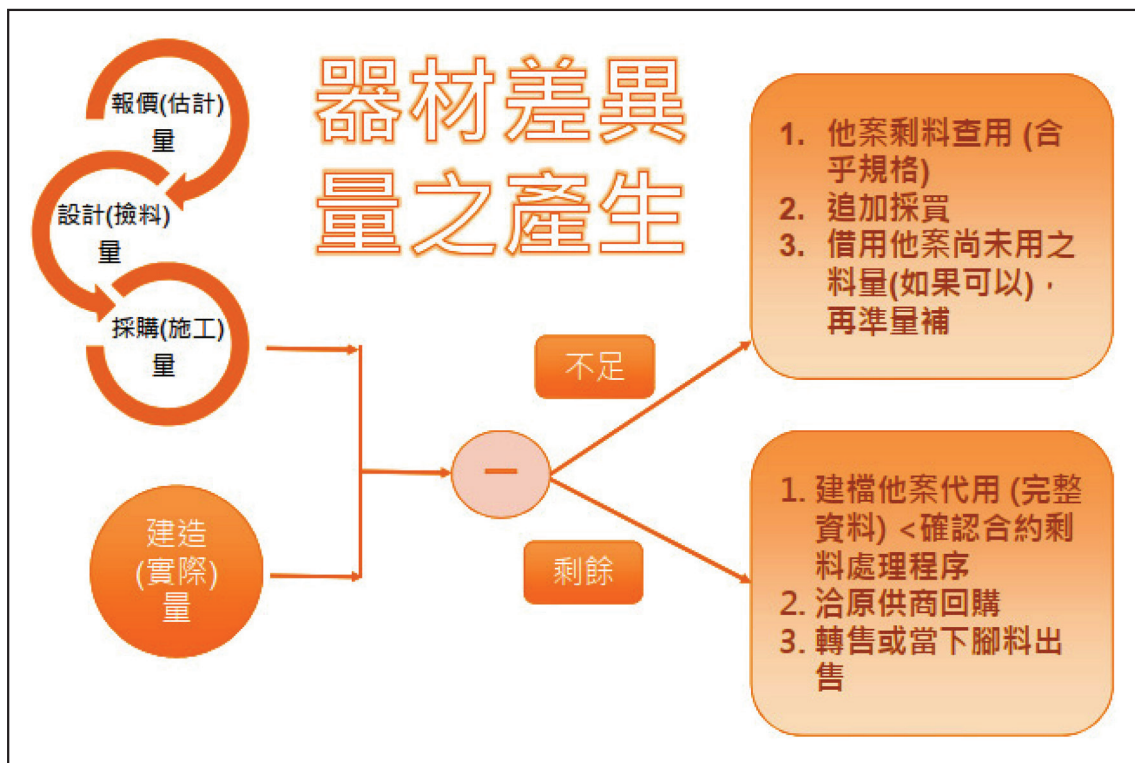 器材差異
量之產生
報價(估計)
量
設計(撿料)
量
採購(施工)
量
建造
(實際)
量
一
不足
剩餘
1. 他案剩料查用 (合
乎規格)
2. 追加採買
3. 借用他案尚未用之
料量(如果可以)，
再準量補
1. 建檔他案代用 (完整
資料) <確認合約剩
料處理程序
2. 洽原供商回購
3. 轉售或當下腳料出
售